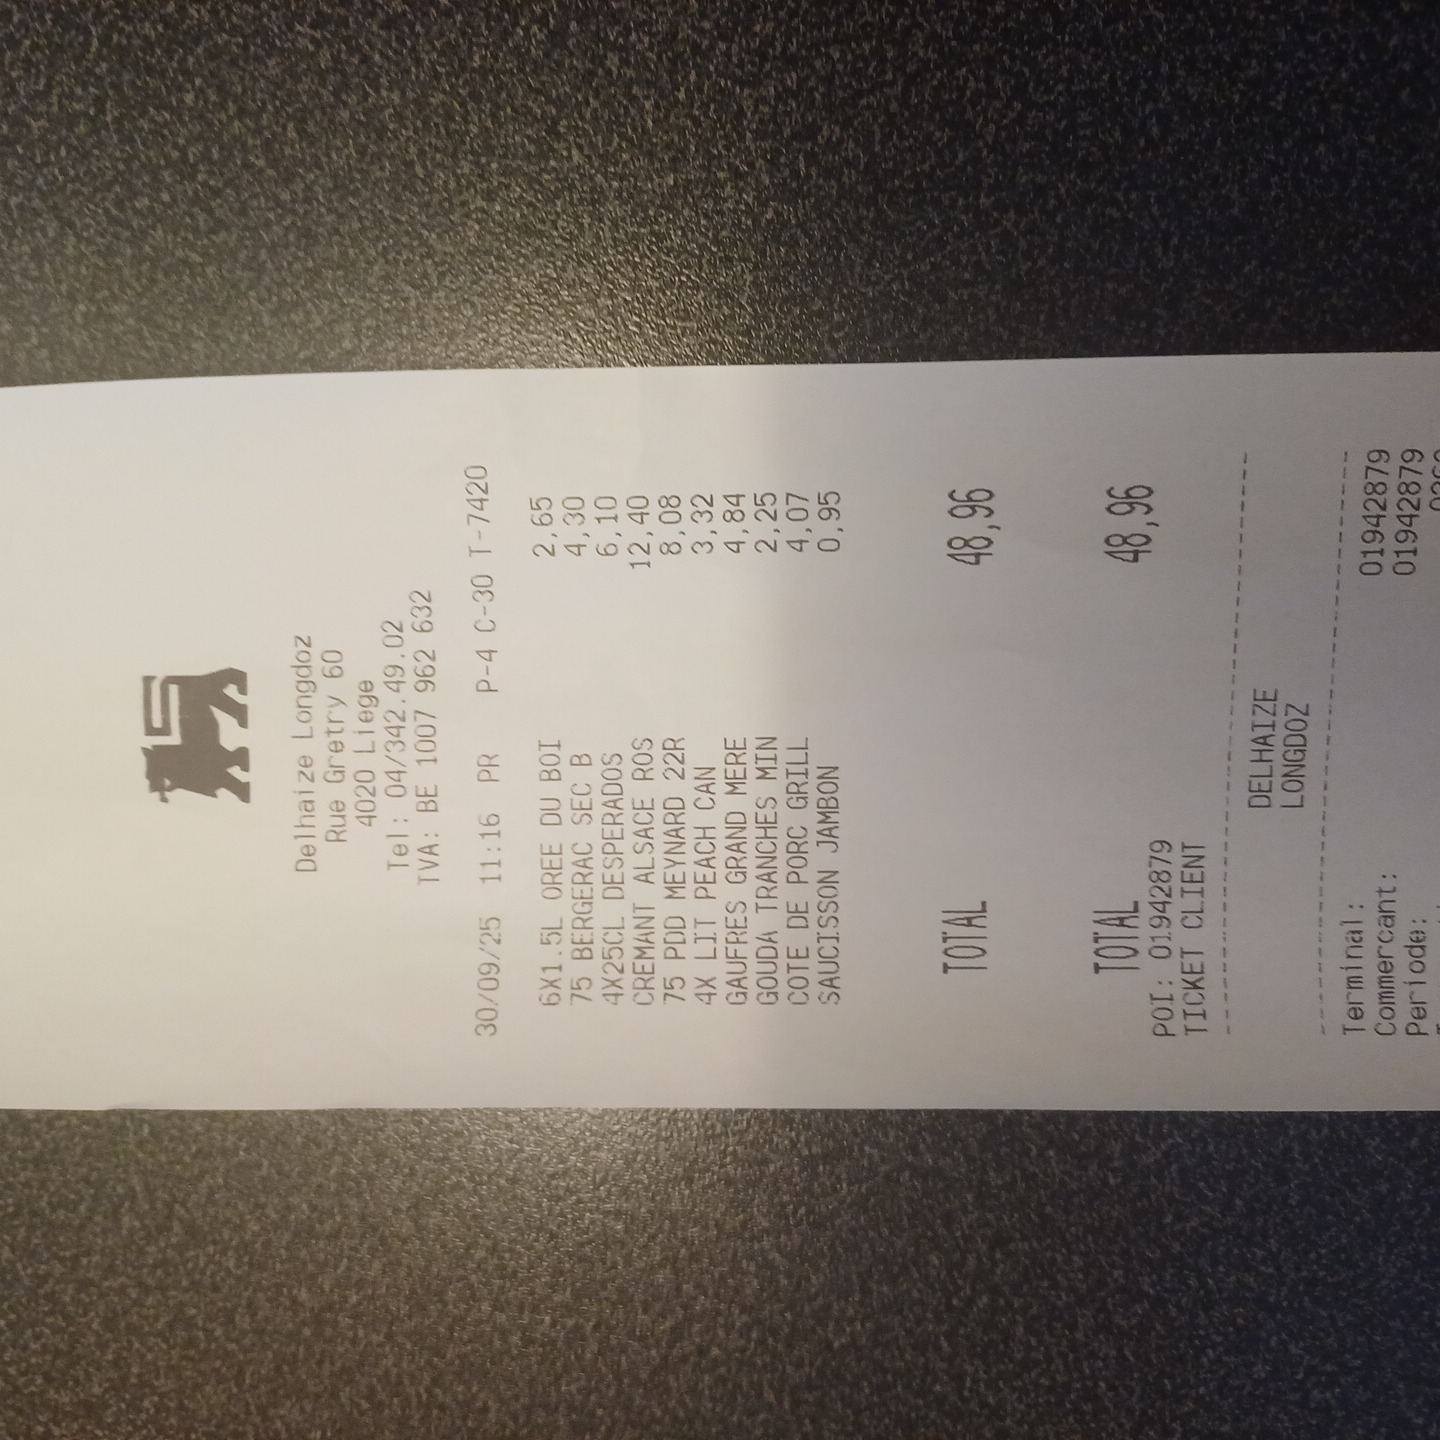 Delhaize Longdoz
Rue Gretry 60
4020 Liege
Tel: 04/342.49.02
TVA: BE 1007 962 632
30/09/25 11:16 PR P-4 C-30 T-7420
6X1.5L OREE DU BOI 2,65
75 BERGERAC SEC B 4,30
4X25CL DESPERADOS 6,10
CREMANT ALSACE ROS 12,40
75 PDD MEYNARD 22R 8,08
4X LIT PEACH CAN 3,32
GAUFRES GRAND MERE 4,84
GOUDA TRANCHES MIN 2,25
COTE DE PORC GRILL 4,07
SAUCISSON JAMBON 0,95
TOTAL 48,96
TOTAL 48,96
POI: 01942879
TICKET CLIENT
DELHAIZE
LONGDOZ
Terminal: 01942879
Commercant: 01942879
Periode: